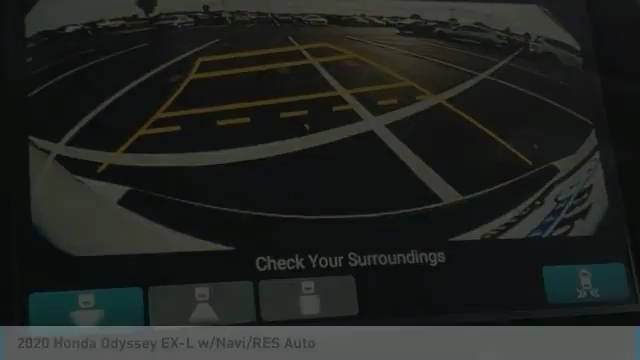 Check Your Surroundings
2020 Honda Odyssey EX-L w/Navi/RES Auto